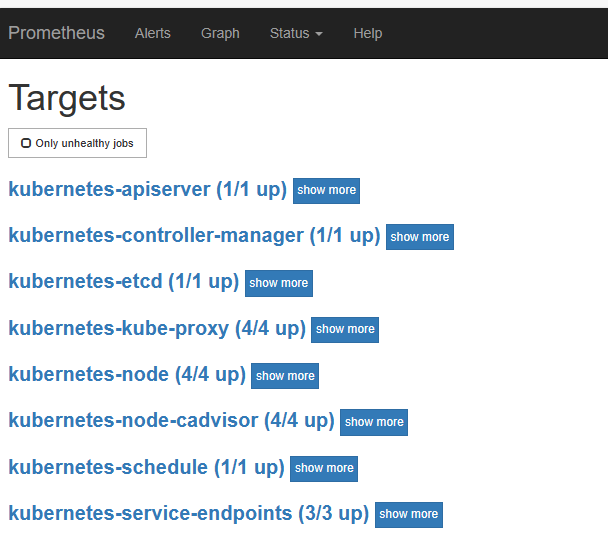 Prometheus Alerts Graph Status Help
Targets
Only unhealthy jobs
kubernetes-apiserver (1/1 up) show more
kubernetes-controller-manager (1/1 up) show more
kubernetes-etcd (1/1 up) show more
kubernetes-kube-proxy (4/4 up) show more
kubernetes-node (4/4 up) show more
kubernetes-node-cadvisor (4/4 up) show more
kubernetes-schedule (1/1 up) show more
kubernetes-service-endpoints (3/3 up) show more